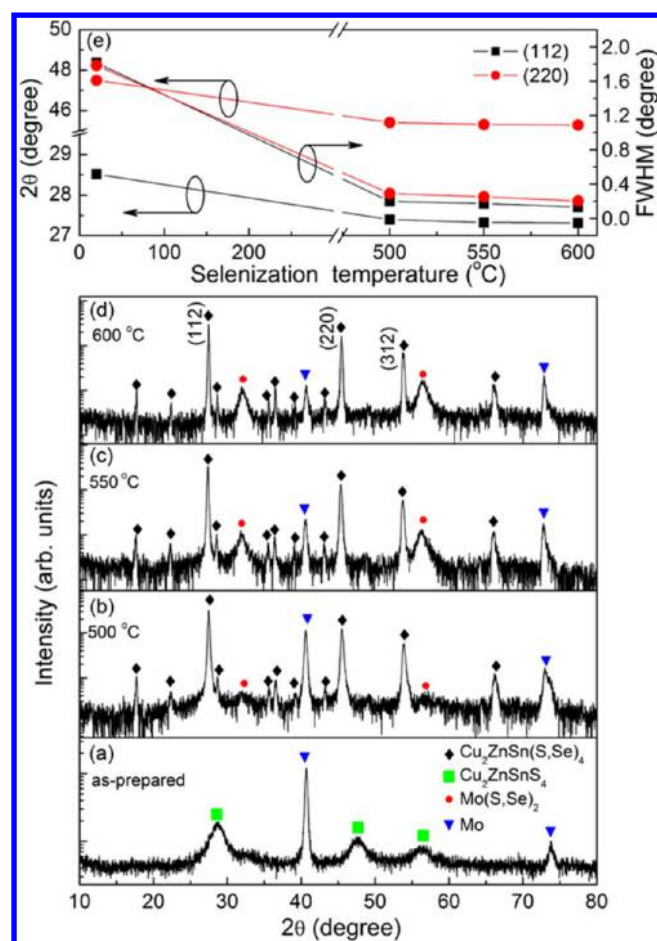 (e)
(112)
(220)
50
48
46
28
27
2θ (degree)
2.0
1.6
1.2
0.8
0.4
0.0
FWHM (degree)
20 100 200 500 550 600
Selenization temperature (°C)
(d)
600 °C
(112)
(220)
(312)
(c)
550 °C
(b)
500 °C
(a)
as-prepared
Cu2ZnSn(S,Se)4
Cu2ZnSnS4
Mo(S,Se)2
Mo
Intensity (arb. units)
10 20 30 40 50 60 70 80
2θ (degree)